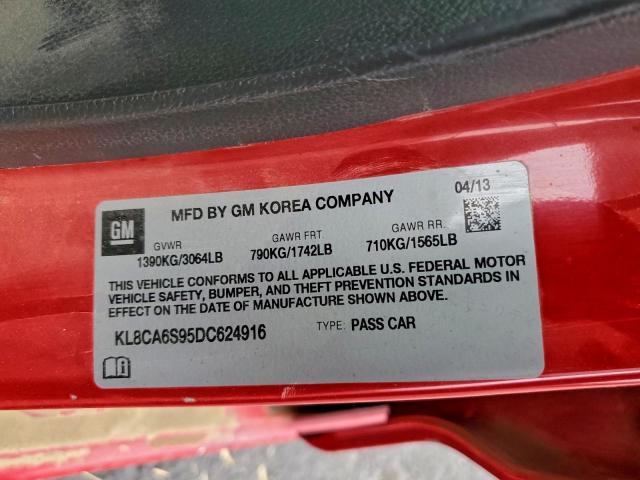 MFD BY GM KOREA COMPANY
04/13
GM
GVWR
GAWR FRT.
GAWR RR.
1390KG/3064LB
790KG/1742LB
710KG/1565LB
THIS VEHICLE CONFORMS TO ALL APPLICABLE U.S. FEDERAL MOTOR
VEHICLE SAFETY, BUMPER, AND THEFT PREVENTION STANDARDS IN
EFFECT ON THE DATE OF MANUFACTURE SHOWN ABOVE.
KL8CA6S95DC624916
TYPE: PASS CAR